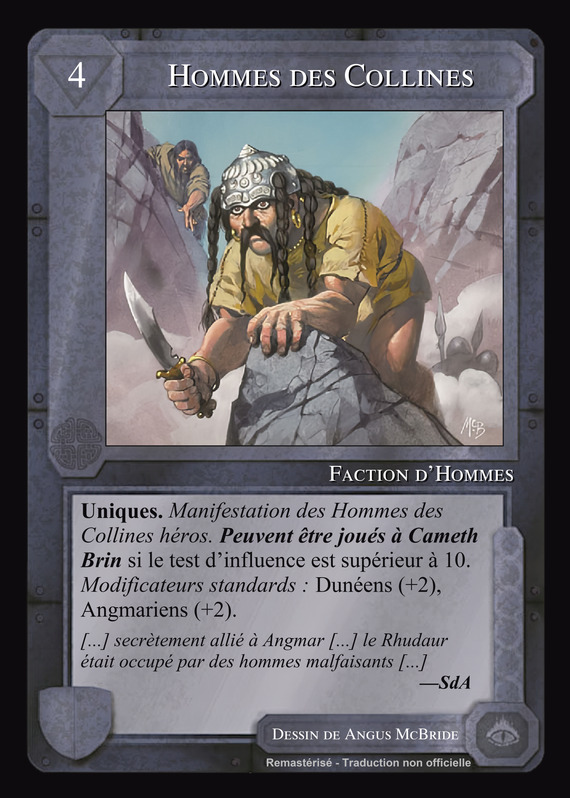 4
HOMMES DES COLLINES
McB
FACTION D'HOMMES
Uniques. Manifestation des Hommes des
Collines héros. Peuvent être joués à Cameth
Brin si le test d'influence est supérieur à 10.
Modificateurs standards : Dunéens (+2),
Angmariens (+2).
[...] secrètement allié à Angmar [...] le Rhudaur
était occupé par des hommes malfaisants [...]
—SdA
DESSIN DE ANGUS MCBRIDE
Remastérisé - Traduction non officielle